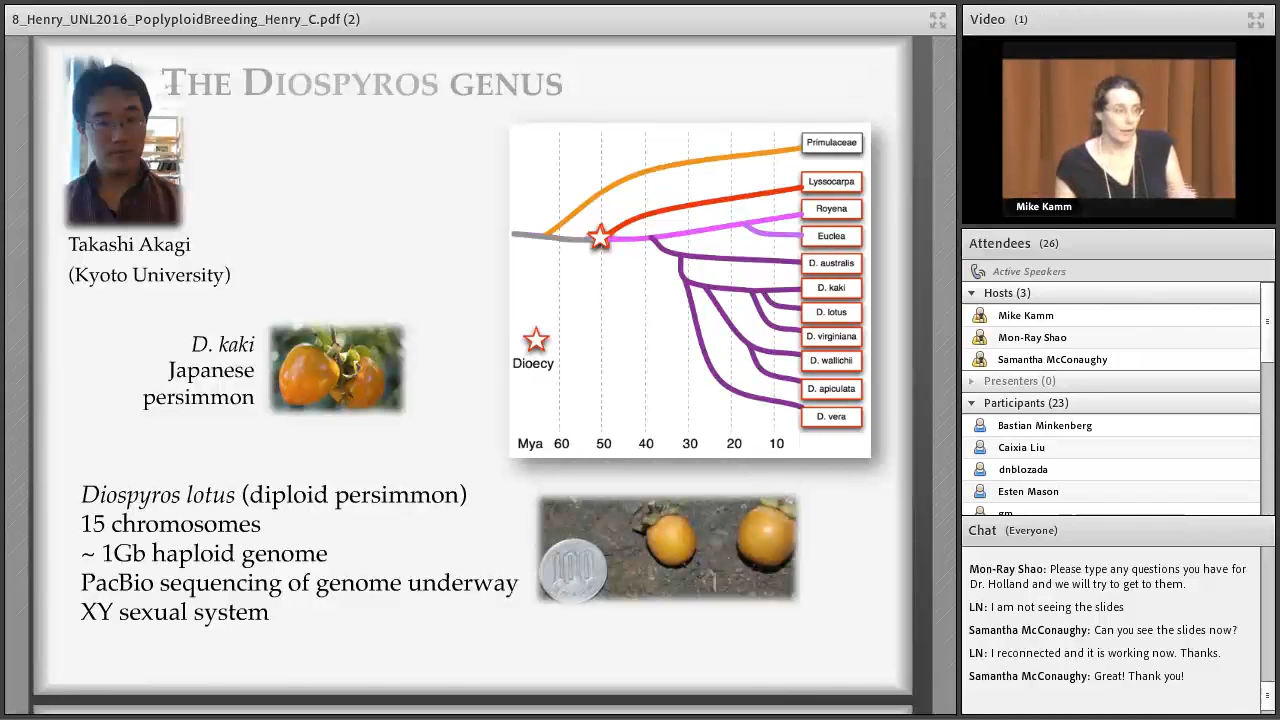 8_Henry_UNL2016_PoplyploidBreeding_Henry_C.pdf (2)
THE DIOSPYROS GENUS
Takashi Akagi
(Kyoto University)
D. kaki
Japanese
persimmon
Primulaceae
Lyssocarpa
Royena
Euclea
D. australis
D. kaki
D. lotus
D. virginiana
D. wallichii
D. apiculata
D. vera
Dioecy
Mya 60 50 40 30 20 10
Diospyros lotus (diploid persimmon)
15 chromosomes
~ 1Gb haploid genome
PacBio sequencing of genome underway
XY sexual system
100
Video (1)
Mike Kamm
Attendees (26)
Active Speakers
Hosts (3)
Mike Kamm
Mon-Ray Shao
Samantha McConaughy
Presenters (0)
Participants (23)
Bastian Minkenberg
Caixia Liu
dnblozada
Esten Mason
gm
Chat (Everyone)
Mon-Ray Shao: Please type any questions you have for
Dr. Holland and we will try to get to them.
LN: I am not seeing the slides
Samantha McConaughy: Can you see the slides now?
LN: I reconnected and it is working now. Thanks.
Samantha McConaughy: Great! Thank you!